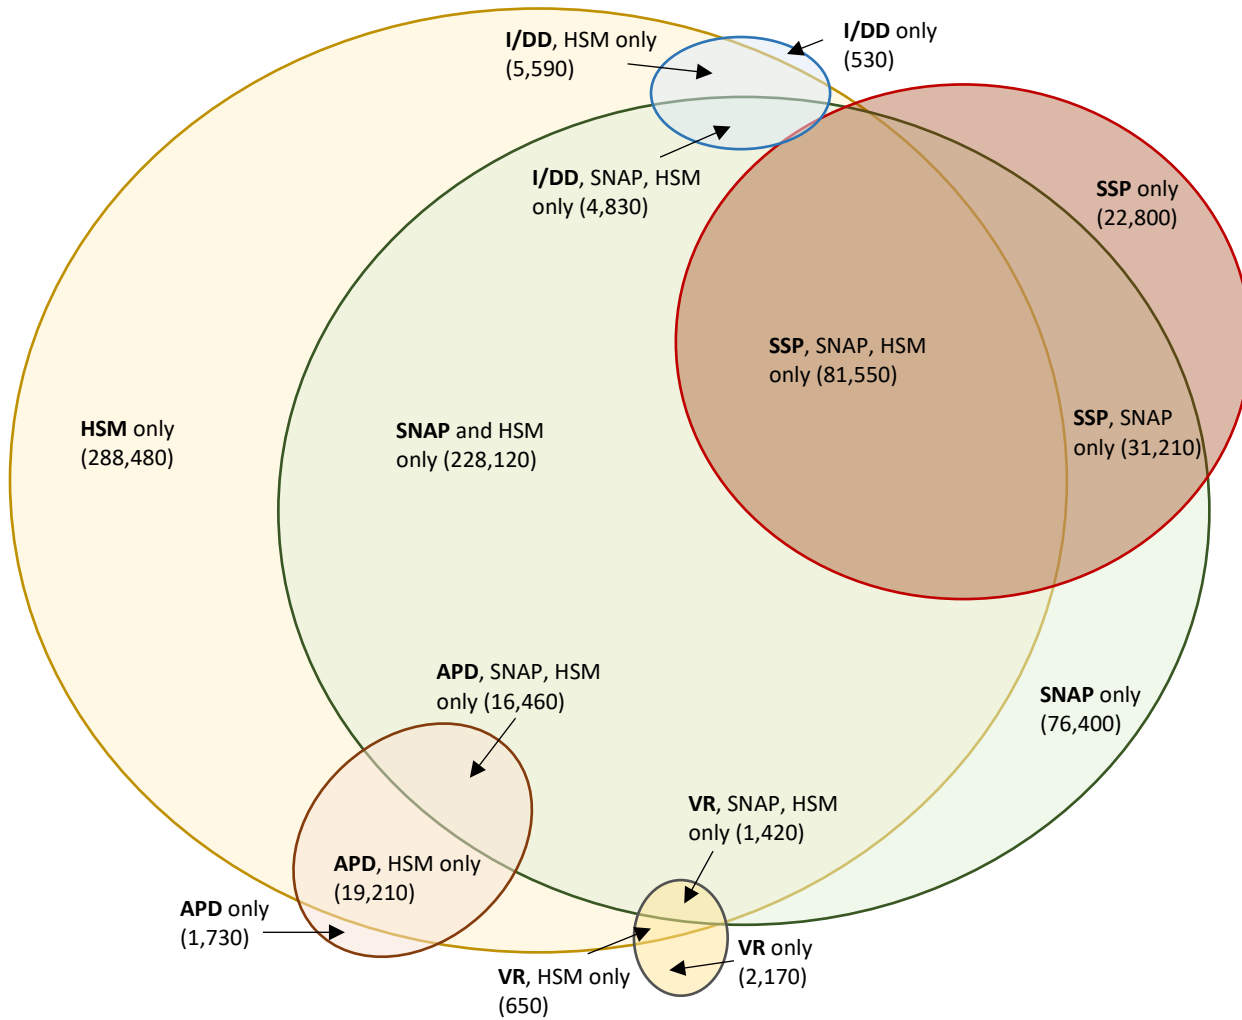 I/DD, HSM only
(5,590)
I/DD only
(530)
I/DD, SNAP, HSM
only (4,830)
SSP only
(22,800)
SSP, SNAP, HSM
only (81,550)
HSM only
(288,480)
SNAP and HSM
only (228,120)
SSP, SNAP
only (31,210)
APD, SNAP, HSM
only (16,460)
SNAP only
(76,400)
VR, SNAP, HSM
only (1,420)
APD, HSM only
(19,210)
APD only
(1,730)
VR only
(2,170)
VR, HSM only
(650)